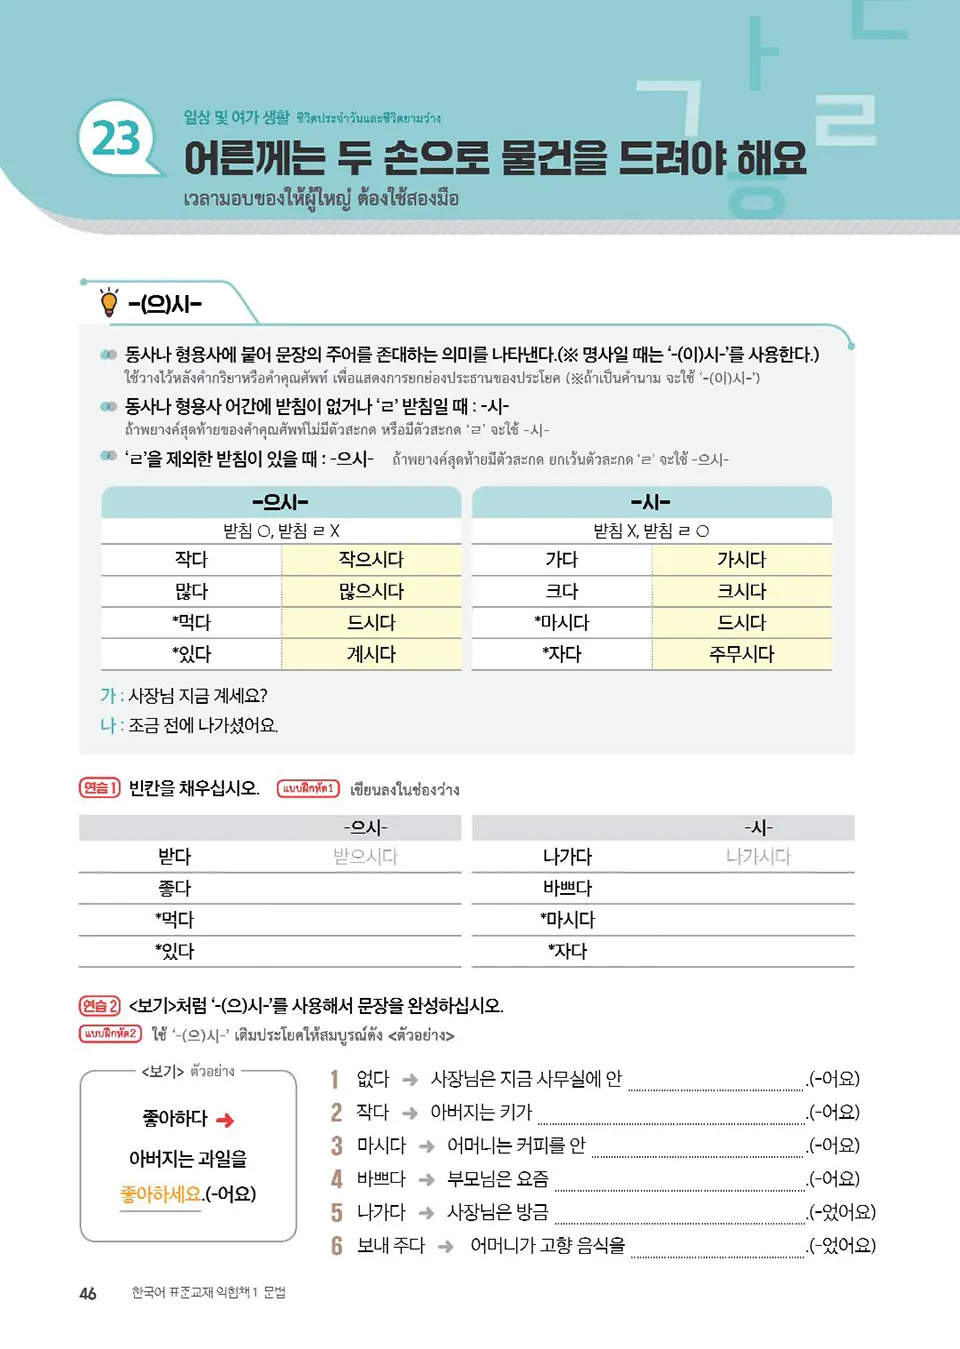 23
일상 및 여가 생활 ชีวิตประจำวันและชีวิตยามว่าง
어른께는 두 손으로 물건을 드려야 해요
เวลามอบของให้ผู้ใหญ่ ต้องใช้สองมือ
ㄱ ㅏ ㄷ ㄹ ㅎ
-(으)시-
동사나 형용사에 붙어 문장의 주어를 존대하는 의미를 나타낸다.(※ 명사일 때는 '-(이)시-'를 사용한다.)
ใช้วางไว้หลังคำกริยาหรือคำคุณศัพท์ เพื่อแสดงการยกย่องประธานของประโยค (※ถ้าเป็นคำนาม จะใช้ '-(이)시-')
동사나 형용사 어간에 받침이 없거나 'ㄹ' 받침일 때 : -시-
ถ้าพยางค์สุดท้ายของคำคุณศัพท์ไม่มีตัวสะกด หรือมีตัวสะกด 'ㄹ' จะใช้ -시-
'ㄹ'을 제외한 받침이 있을 때 : -으시- ถ้าพยางค์สุดท้ายมีตัวสะกด ยกเว้นตัวสะกด 'ㄹ' จะใช้ -으시-
-으시- -시-
받침 ○, 받침 ㄹ X 받침 X, 받침 ㄹ ○
작다 작으시다 가다 가시다
많다 많으시다 크다 크시다
*먹다 드시다 *마시다 드시다
*있다 계시다 *자다 주무시다
가 : 사장님 지금 계세요?
나 : 조금 전에 나가셨어요.
연습1 빈칸을 채우십시오. แบบฝึกหัด1 เขียนลงในช่องว่าง
-으시- -시-
받다 받으시다 나가다 나가시다
좋다 바쁘다
*먹다 *마시다
*있다 *자다
연습2 <보기>처럼 '-(으)시-'를 사용해서 문장을 완성하십시오.
แบบฝึกหัด2 ใช้ '-(으)시-' เติมประโยคให้สมบูรณ์ดัง <ตัวอย่าง>
<보기> ตัวอย่าง
좋아하다 ➜
아버지는 과일을
좋아하세요.(-어요)
1 없다 ➜ 사장님은 지금 사무실에 안 .(-어요)
2 작다 ➜ 아버지는 키가 .(-어요)
3 마시다 ➜ 어머니는 커피를 안 .(-어요)
4 바쁘다 ➜ 부모님은 요즘 .(-어요)
5 나가다 ➜ 사장님은 방금 .(-었어요)
6 보내 주다 ➜ 어머니가 고향 음식을 .(-었어요)
46 한국어 표준교재 익힘책 1 문법